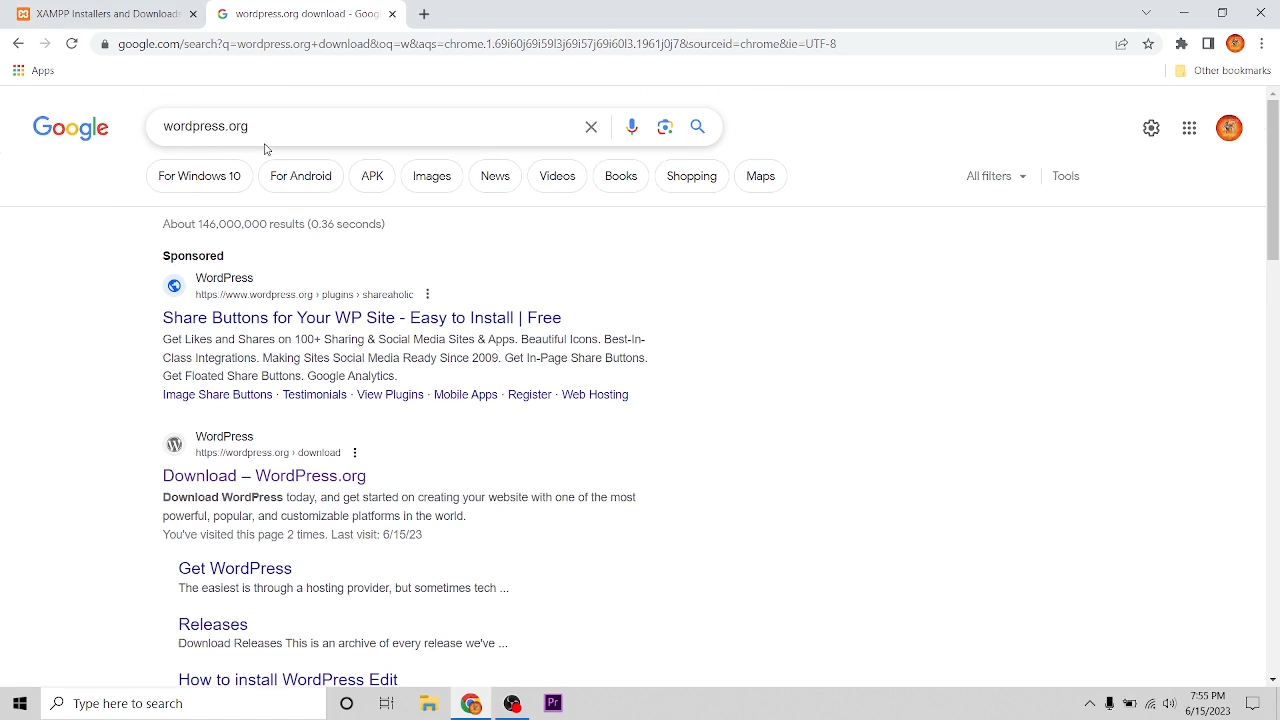 XAMPP Installers and Downloads
wordpress.org download - Goog
google.com/search?q=wordpress.org+download&toq=w&aqs=chrome.1.69i60j69i59l3j69i57j69i60l3.1961j0j7&sourceid=chrome&ie=UTF-8
Apps
Other bookmarks
Google
wordpress.org
For Windows 10
For Android
APK
Images
News
Videos
Books
Shopping
Maps
All filters
Tools
About 146,000,000 results (0.36 seconds)
Sponsored
WordPress
https://www.wordpress.org › plugins › shareaholic
Share Buttons for Your WP Site - Easy to Install | Free
Get Likes and Shares on 100+ Sharing & Social Media Sites & Apps. Beautiful Icons. Best-In-
Class Integrations. Making Sites Social Media Ready Since 2009. Get In-Page Share Buttons.
Get Floated Share Buttons. Google Analytics.
Image Share Buttons · Testimonials · View Plugins · Mobile Apps · Register · Web Hosting
WordPress
https://wordpress.org › download
Download – WordPress.org
Download WordPress today, and get started on creating your website with one of the most
powerful, popular, and customizable platforms in the world.
You've visited this page 2 times. Last visit: 6/15/23
Get WordPress
The easiest is through a hosting provider, but sometimes tech ...
Releases
Download Releases This is an archive of every release we've ...
How to install WordPress Edit
Type here to search
Pr
7:55 PM
6/15/2023